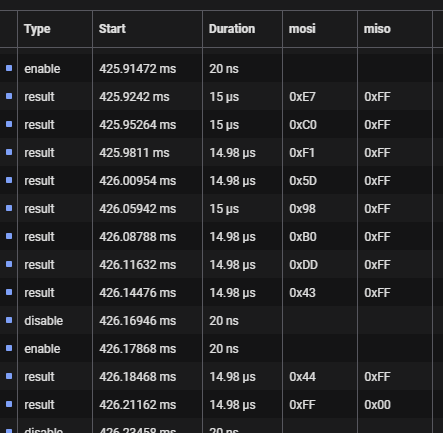 Type Start Duration mosi miso
enable 425.91472 ms 20 ns
result 425.9242 ms 15 µs 0xE7 0xFF
result 425.95264 ms 15 µs 0xC0 0xFF
result 425.9811 ms 14.98 µs 0xF1 0xFF
result 426.00954 ms 14.98 µs 0x5D 0xFF
result 426.05942 ms 15 µs 0x98 0xFF
result 426.08788 ms 14.98 µs 0xB0 0xFF
result 426.11632 ms 14.98 µs 0xDD 0xFF
result 426.14476 ms 14.98 µs 0x43 0xFF
disable 426.16946 ms 20 ns
enable 426.17868 ms 20 ns
result 426.18468 ms 14.98 µs 0x44 0xFF
result 426.21162 ms 14.98 µs 0xFF 0x00
disable 426.23458 ms 20 ns